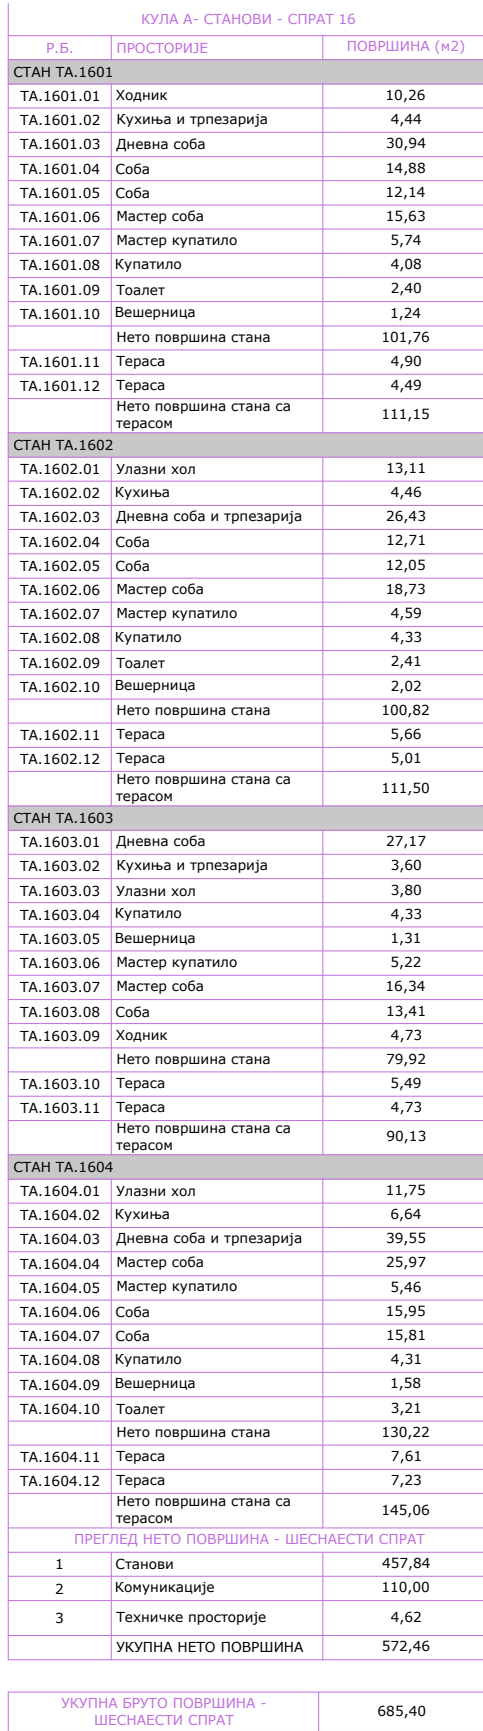 КУЛА А- СТАНОВИ - СПРАТ 16
Р.Б. ПРОСТОРИЈЕ ПОВРШИНА (м2)
СТАН ТА.1601
ТА.1601.01 Ходник 10,26
ТА.1601.02 Кухиња и трпезарија 4,44
ТА.1601.03 Дневна соба 30,94
ТА.1601.04 Соба 14,88
ТА.1601.05 Соба 12,14
ТА.1601.06 Мастер соба 15,63
ТА.1601.07 Мастер купатило 5,74
ТА.1601.08 Купатило 4,08
ТА.1601.09 Тоалет 2,40
ТА.1601.10 Вешерница 1,24
Нето површина стана 101,76
ТА.1601.11 Тераса 4,90
ТА.1601.12 Тераса 4,49
Нето површина стана са
терасом 111,15
СТАН ТА.1602
ТА.1602.01 Улазни хол 13,11
ТА.1602.02 Кухиња 4,46
ТА.1602.03 Дневна соба и трпезарија 26,43
ТА.1602.04 Соба 12,71
ТА.1602.05 Соба 12,05
ТА.1602.06 Мастер соба 18,73
ТА.1602.07 Мастер купатило 4,59
ТА.1602.08 Купатило 4,33
ТА.1602.09 Тоалет 2,41
ТА.1602.10 Вешерница 2,02
Нето површина стана 100,82
ТА.1602.11 Тераса 5,66
ТА.1602.12 Тераса 5,01
Нето површина стана са
терасом 111,50
СТАН ТА.1603
ТА.1603.01 Дневна соба 27,17
ТА.1603.02 Кухиња и трпезарија 3,60
ТА.1603.03 Улазни хол 3,80
ТА.1603.04 Купатило 4,33
ТА.1603.05 Вешерница 1,31
ТА.1603.06 Мастер купатило 5,22
ТА.1603.07 Мастер соба 16,34
ТА.1603.08 Соба 13,41
ТА.1603.09 Ходник 4,73
Нето површина стана 79,92
ТА.1603.10 Тераса 5,49
ТА.1603.11 Тераса 4,73
Нето површина стана са
терасом 90,13
СТАН ТА.1604
ТА.1604.01 Улазни хол 11,75
ТА.1604.02 Кухиња 6,64
ТА.1604.03 Дневна соба и трпезарија 39,55
ТА.1604.04 Мастер соба 25,97
ТА.1604.05 Мастер купатило 5,46
ТА.1604.06 Соба 15,95
ТА.1604.07 Соба 15,81
ТА.1604.08 Купатило 4,31
ТА.1604.09 Вешерница 1,58
ТА.1604.10 Тоалет 3,21
Нето површина стана 130,22
ТА.1604.11 Тераса 7,61
ТА.1604.12 Тераса 7,23
Нето површина стана са
терасом 145,06
ПРЕГЛЕД НЕТО ПОВРШИНА - ШЕСНАЕСТИ СПРАТ
1 Станови 457,84
2 Комуникације 110,00
3 Техничке просторије 4,62
УКУПНА НЕТО ПОВРШИНА 572,46
УКУПНА БРУТО ПОВРШИНА -
ШЕСНАЕСТИ СПРАТ 685,40